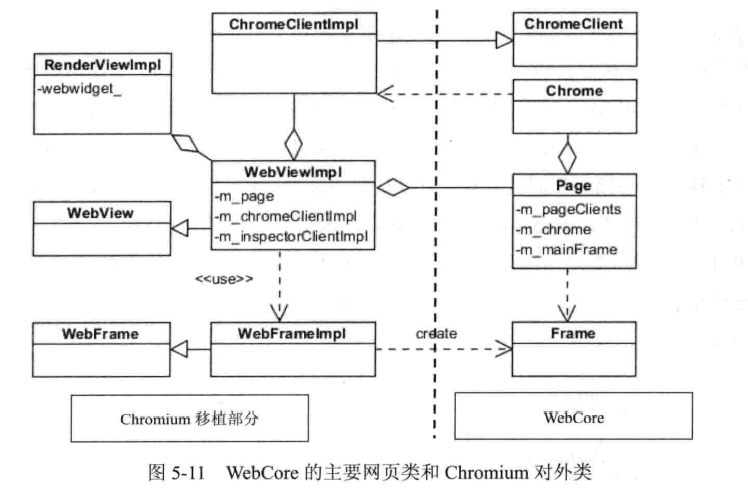 ChromeClientImpl
ChromeClient
RenderViewImpl
-webwidget_
Chrome
WebViewImpl
-m_page
-m_chromeClientImpl
-m_inspectorClientImpl
Page
-m_pageClients
-m_chrome
-m_mainFrame
WebView
<<use>>
WebFrame
WebFrameImpl
create
Frame
Chromium 移植部分
WebCore
图 5-11 WebCore 的主要网页类和 Chromium 对外类